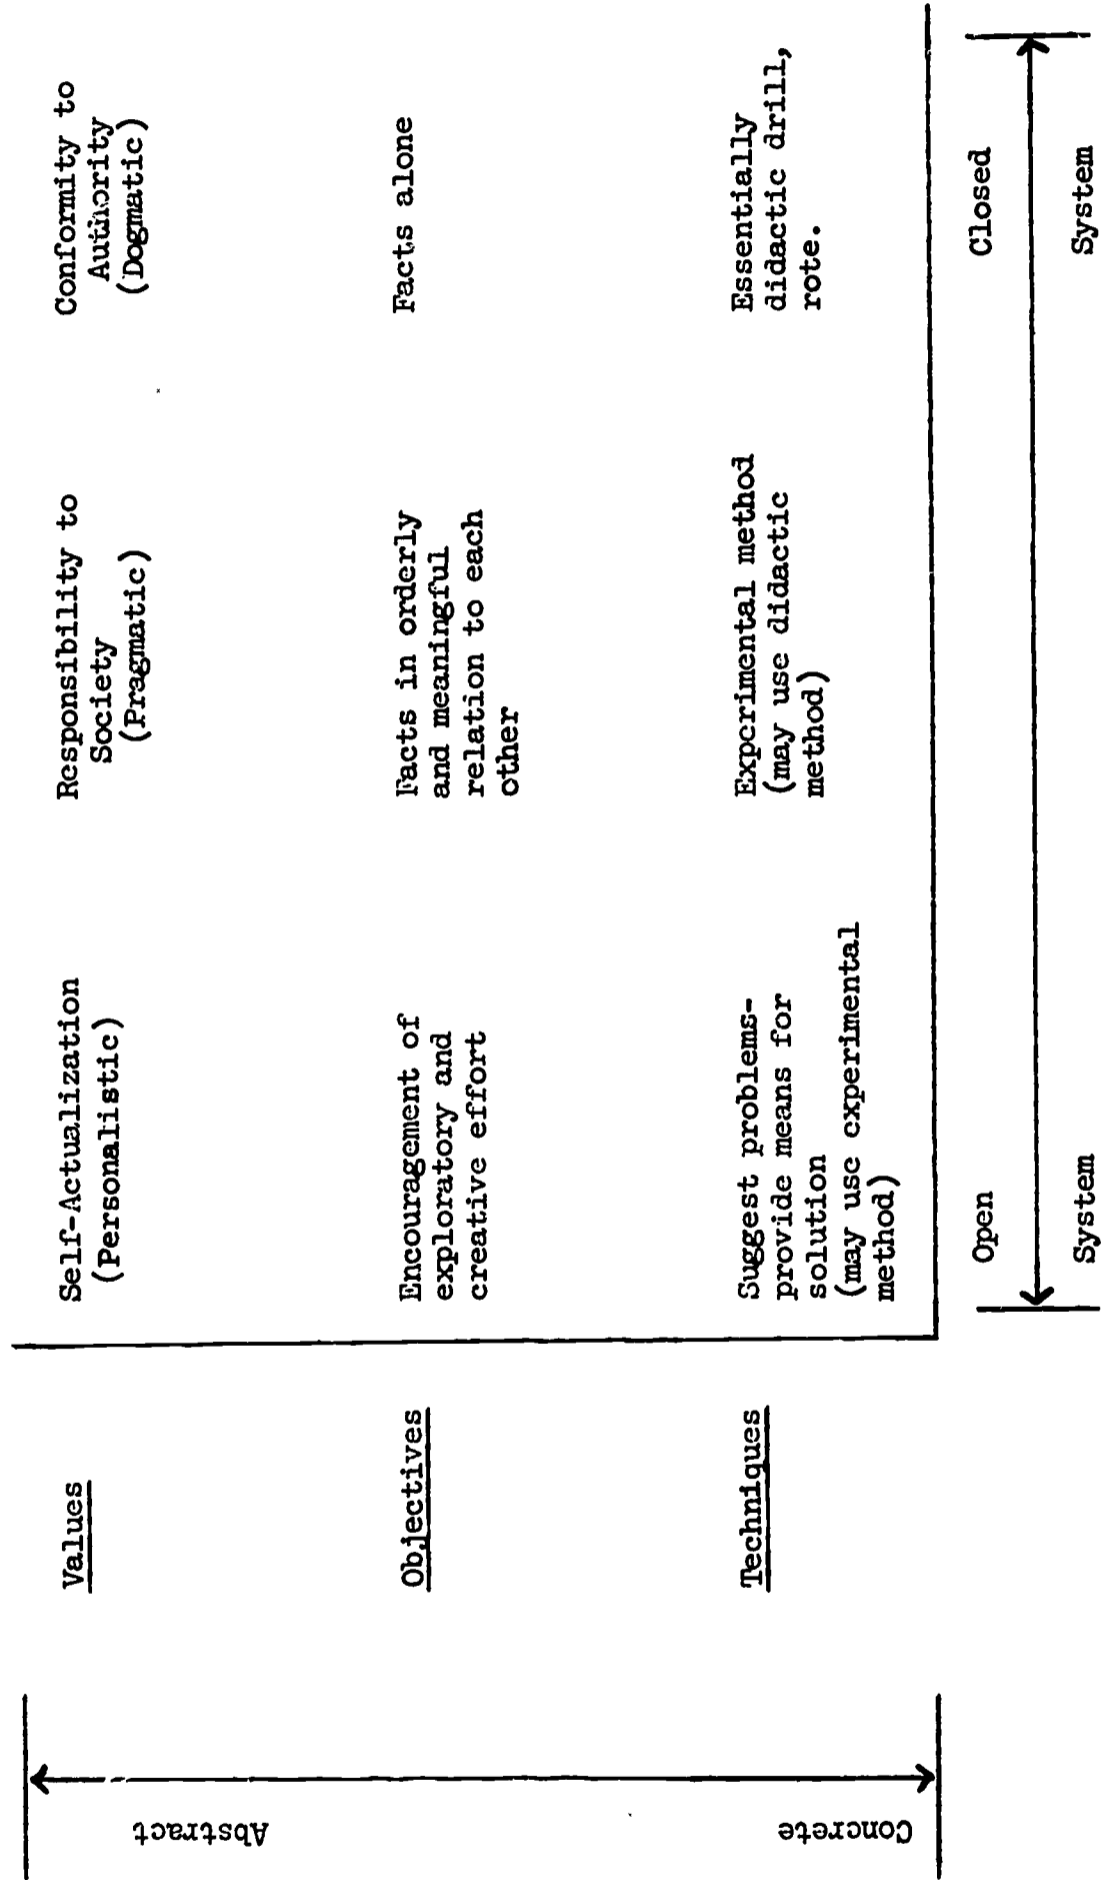 Values
Self-Actualization
(Personalistic)
Responsibility to
Society
(Pragmatic)
Conformity to
Authority
(Dogmatic)
Objectives
Encouragement of
exploratory and
creative effort
Facts in orderly
and meaningful
relation to each
other
Facts alone
Techniques
Suggest problems-
provide means for
solution
(may use experimental
method)
Experimental method
(may use didactic
method)
Essentially
didactic drill,
rote.
Abstract
Concrete
Open
System
Closed
System